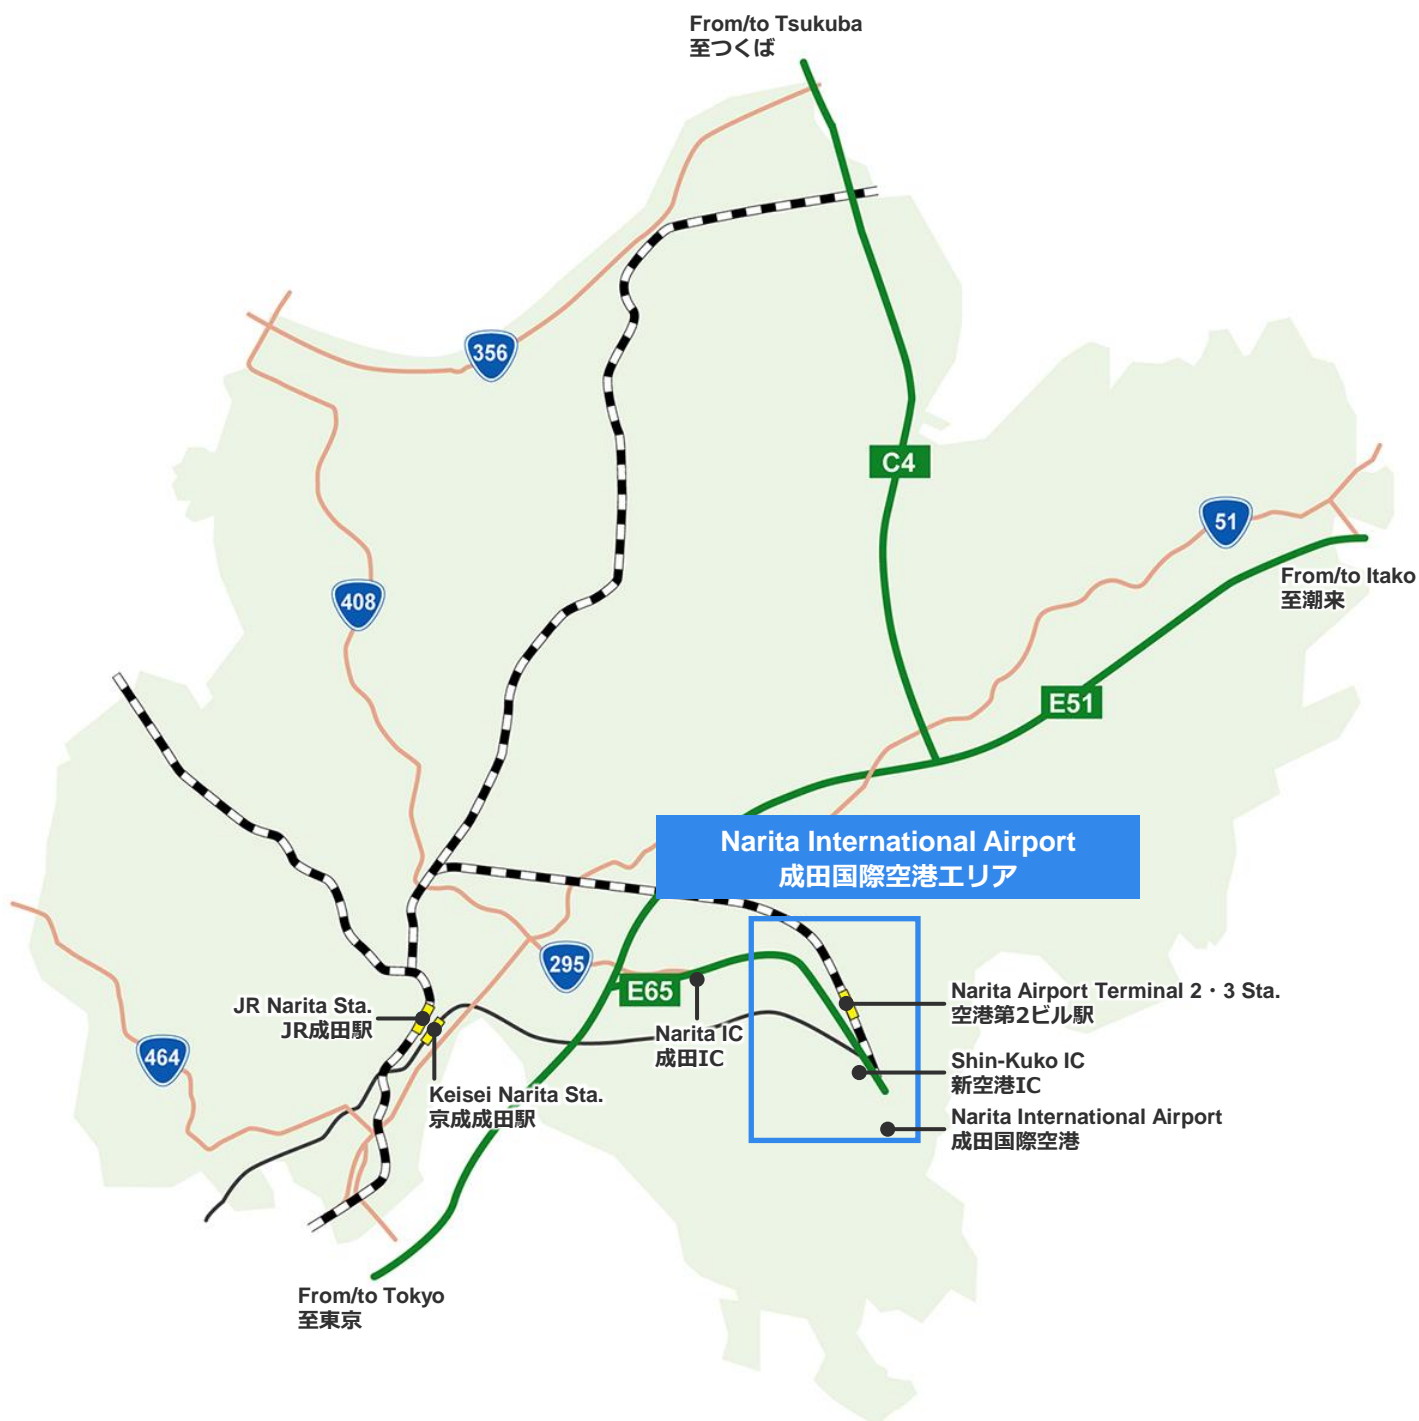 From/to Tsukuba
至つくば
356
C4
51
From/to Itako
至潮来
408
E51
Narita International Airport
成田国際空港エリア
295
E65
Narita Airport Terminal 2・3 Sta.
空港第2ビル駅
JR Narita Sta.
JR成田駅
Narita IC
成田IC
464
Shin-Kuko IC
新空港IC
Keisei Narita Sta.
京成成田駅
Narita International Airport
成田国際空港
From/to Tokyo
至東京